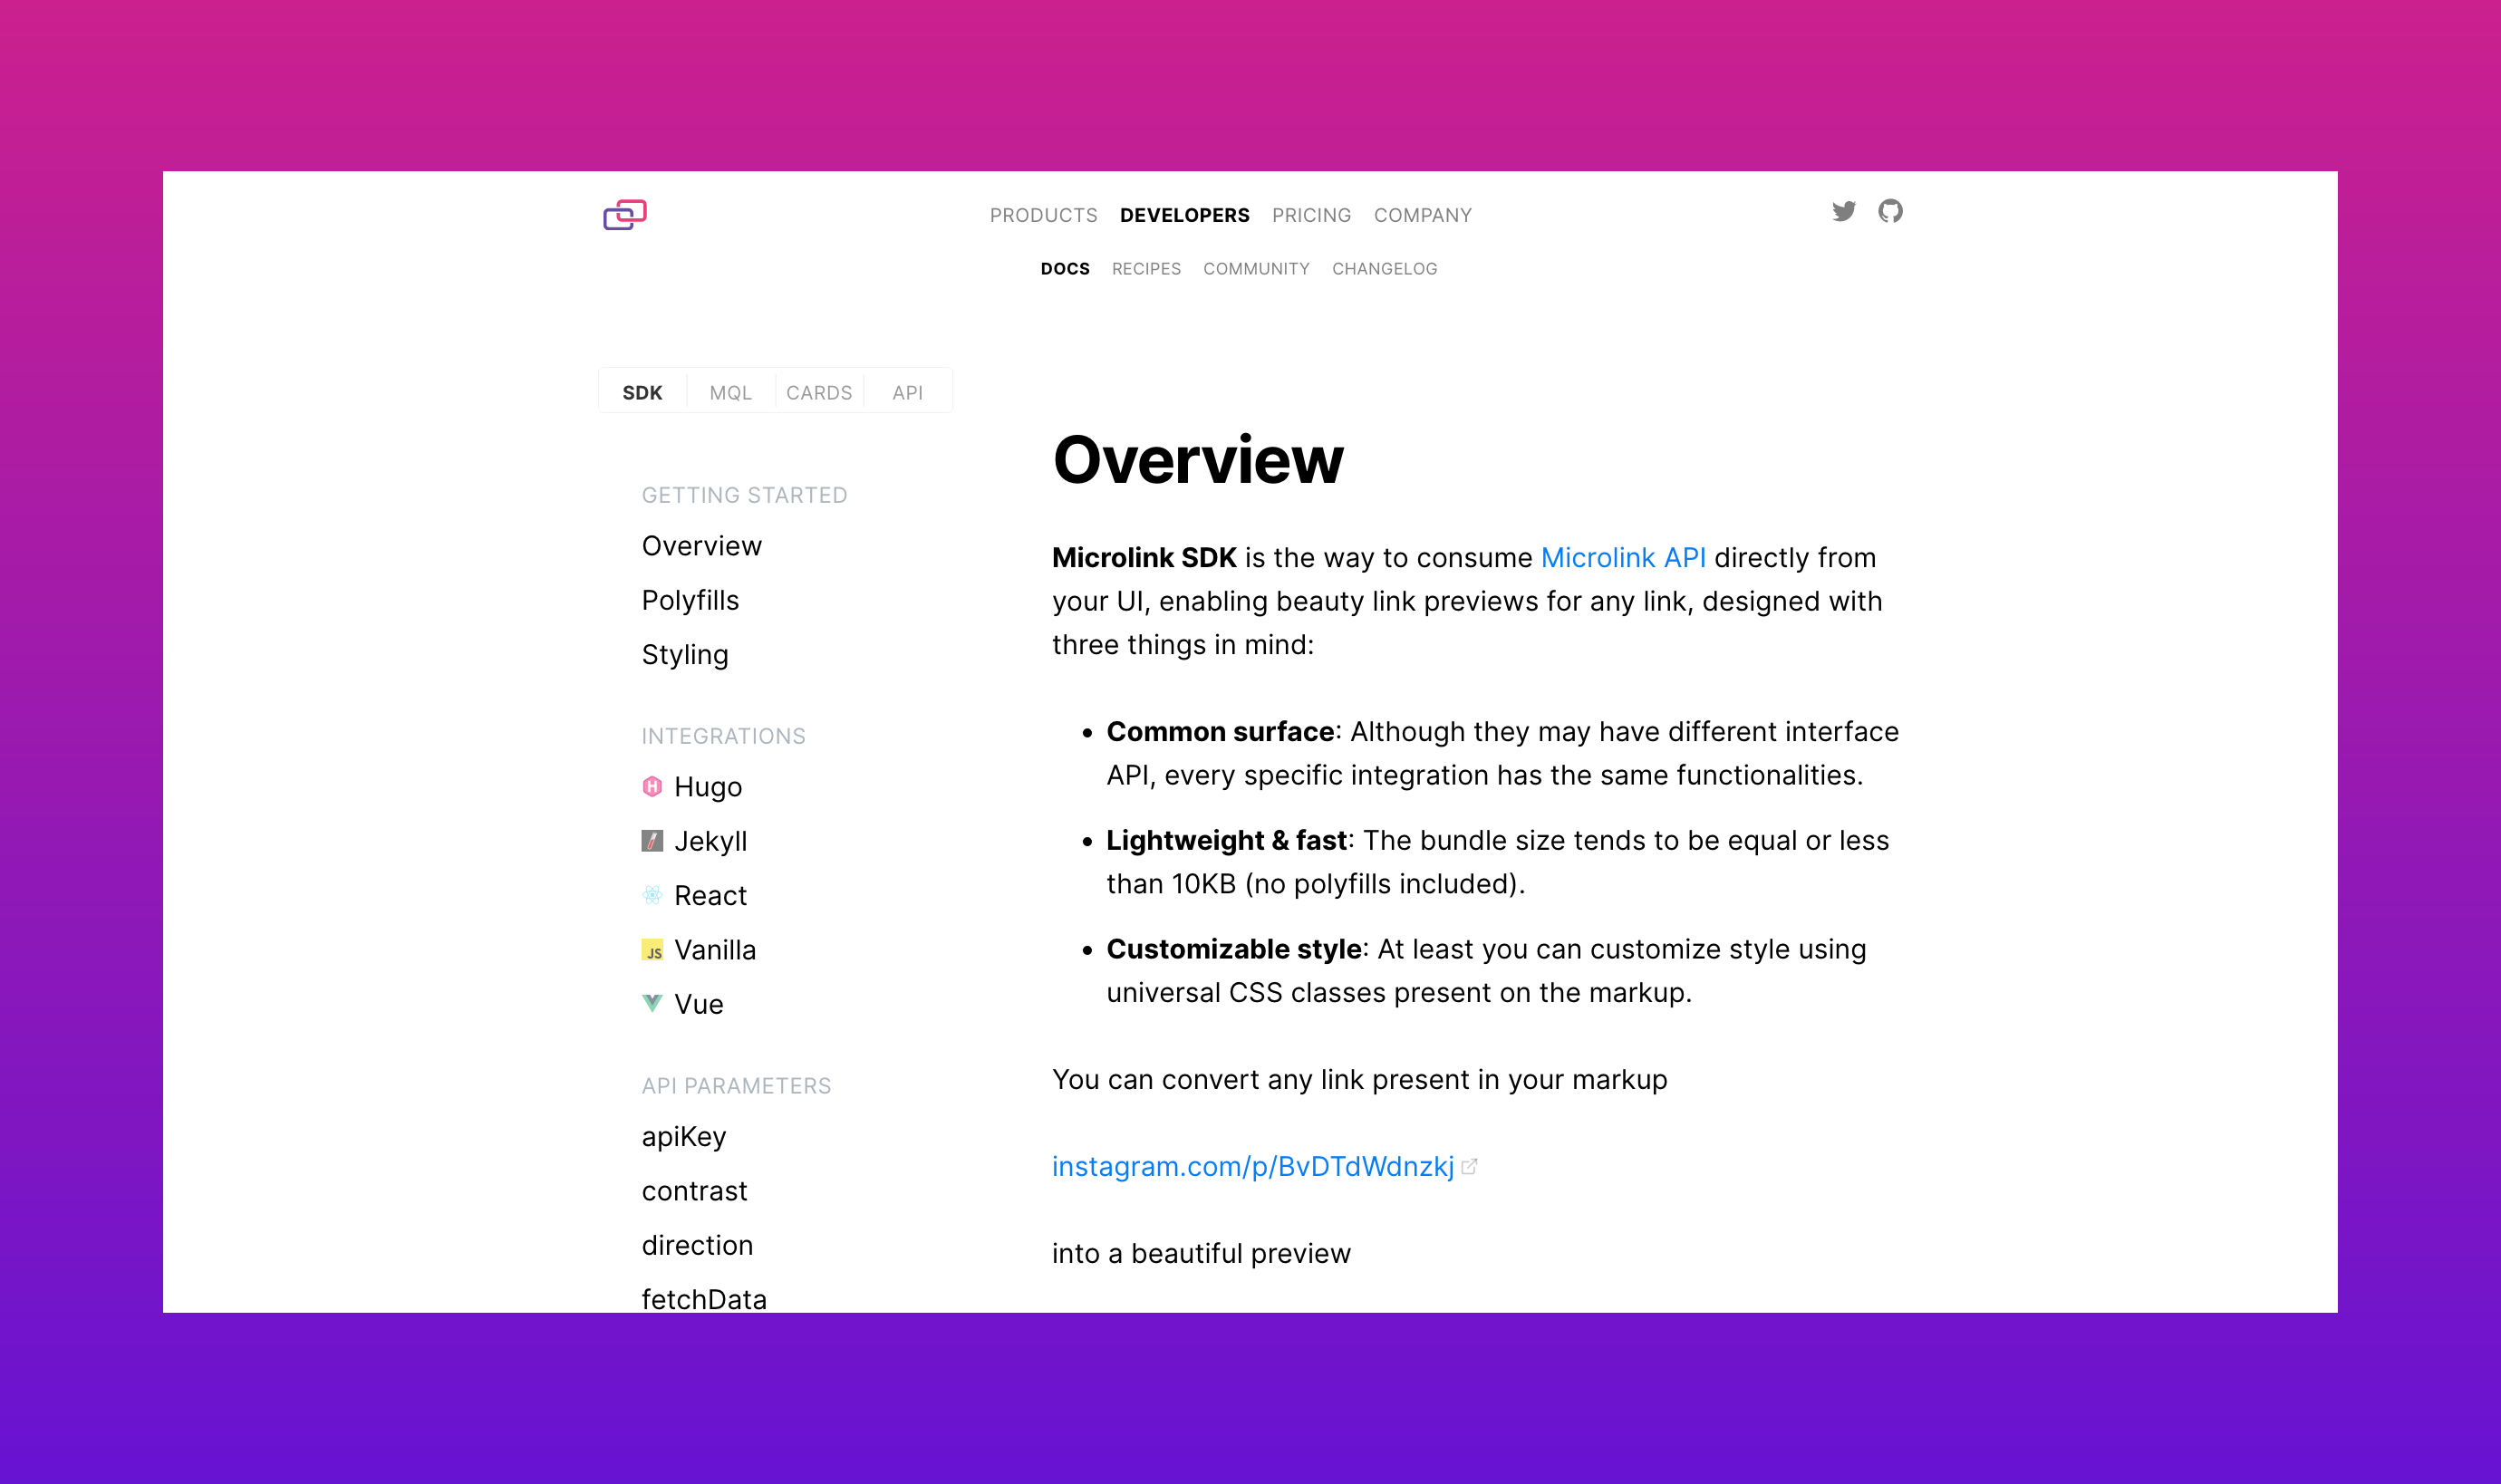 PRODUCTS DEVELOPERS PRICING COMPANY
DOCS RECIPES COMMUNITY CHANGELOG
SDK MQL CARDS API
GETTING STARTED
Overview
Polyfills
Styling
INTEGRATIONS
H Hugo
Jekyll
React
JS Vanilla
Vue
API PARAMETERS
apiKey
contrast
direction
fetchData
Overview
Microlink SDK is the way to consume Microlink API directly from
your UI, enabling beauty link previews for any link, designed with
three things in mind:
• Common surface: Although they may have different interface
API, every specific integration has the same functionalities.
• Lightweight & fast: The bundle size tends to be equal or less
than 10KB (no polyfills included).
• Customizable style: At least you can customize style using
universal CSS classes present on the markup.
You can convert any link present in your markup
instagram.com/p/BvDTdWdnzkj
into a beautiful preview